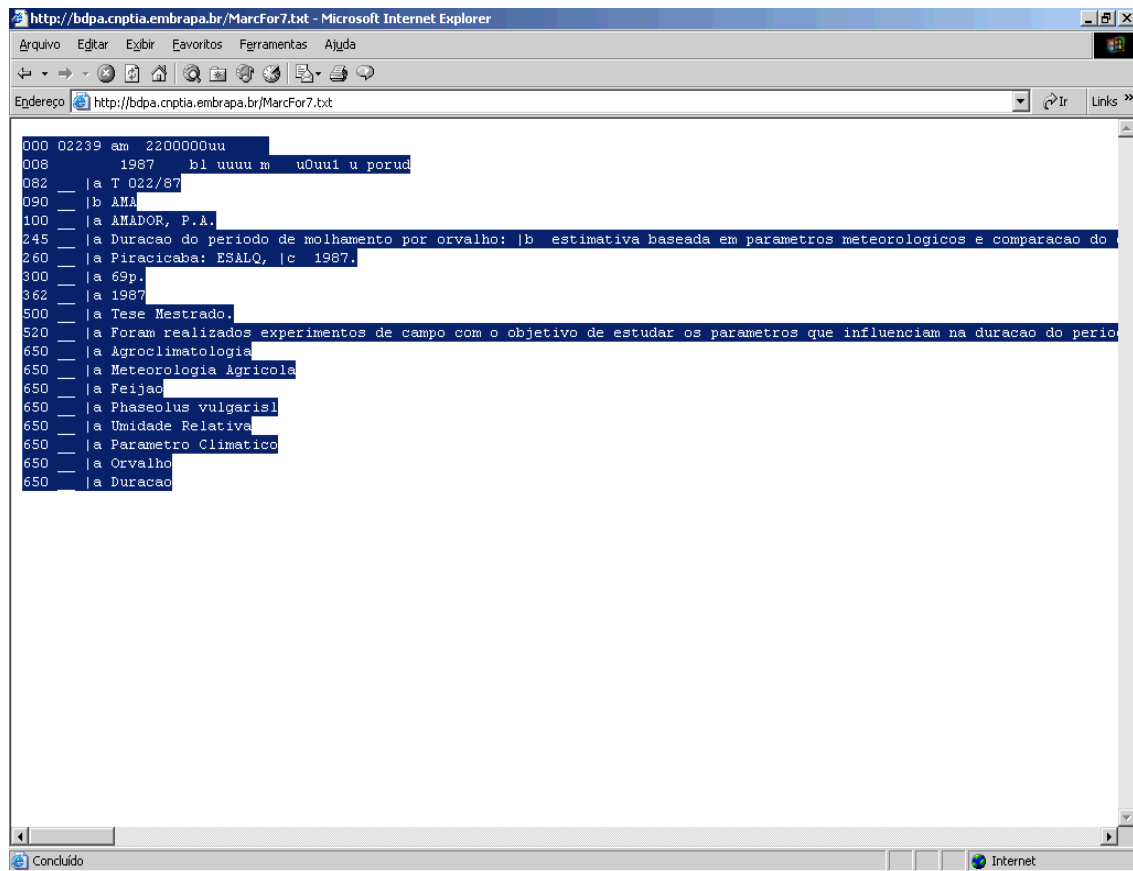 http://bdpa.cnptia.embrapa.br/MarcFor7.txt - Microsoft Internet Explorer
Arquivo Editar Exibir Favoritos Ferramentas Ajuda
Endereço http://bdpa.cnptia.embrapa.br/MarcFor7.txt Ir Links »
000 02239 am 2200000uu
008 1987 bl uuuu m u0uu1 u porud
082 __ |a T 022/87
090 __ |b AMA
100 __ |a AMADOR, P.A.
245 __ |a Duracao do periodo de molhamento por orvalho: |b estimativa baseada em parametros meteorologicos e comparacao do
260 __ |a Piracicaba: ESALQ, |c 1987.
300 __ |a 69p.
362 __ |a 1987
500 __ |a Tese Mestrado.
520 __ |a Foram realizados experimentos de campo com o objetivo de estudar os parametros que influenciam na duracao do perio
650 __ |a Agroclimatologia
650 __ |a Meteorologia Agricola
650 __ |a Feijao
650 __ |a Phaseolus vulgarisl
650 __ |a Umidade Relativa
650 __ |a Parametro Climatico
650 __ |a Orvalho
650 __ |a Duracao
Concluído Internet